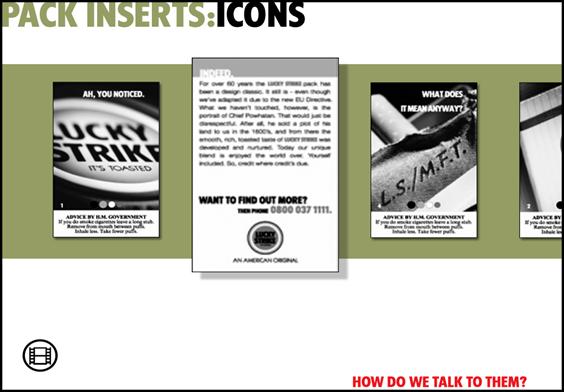 PACK INSERTS:ICONS
AH, YOU NOTICED.
LUCKY
STRIKE
IT'S TOASTED
1
ADVICE BY H.M. GOVERNMENT
If you do smoke cigarettes leave a long stub.
Remove from mouth between puffs.
Inhale less. Take fewer puffs.
INDEED.
For over 60 years the LUCKY STRIKE pack has
been a design classic. It still is - even though
we've adapted it due to the new EU Directive.
What we haven't touched, however, is the
portrait of Chief Powhatan. That would just be
disrespectful. After all, he sold a plot of his
land to us in the 1600's, and from there the
smooth, rich, toasted taste of LUCKY STRIKE was
developed and nurtured. Today our unique
blend is enjoyed the world over. Yourself
included. So, credit where credit's due.
WANT TO FIND OUT MORE?
THEN PHONE 0800 037 1111.
LUCKY
STRIKE
AN AMERICAN ORIGINAL
WHAT DOES
IT MEAN ANYWAY?
L.S./M.F.T.
ADVICE BY H.M. GOVERNMENT
If you do smoke cigarettes leave a long stub.
Remove from mouth between puffs.
Inhale less. Take fewer puffs.
2
ADVICE
If you do smo
Remove f
Inhale
HOW DO WE TALK TO THEM?